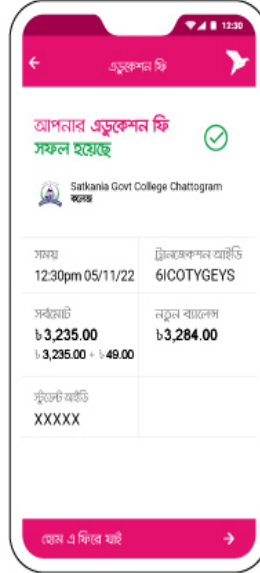 12:30
এডুকেশন ফি
আপনার এডুকেশন ফি
সফল হয়েছে
Satkania Govt College Chattogram
কলেজ
সময়
ট্রানজেকশন আইডি
12:30pm 05/11/22
6ICOTYGEYS
সর্বমোট
নতুন ব্যালেন্স
৳3,235.00
৳3,284.00
৳3,235.00 + ৳49.00
স্টুডেন্ট আইডি
XXXXX
হোম এ ফিরে যাই